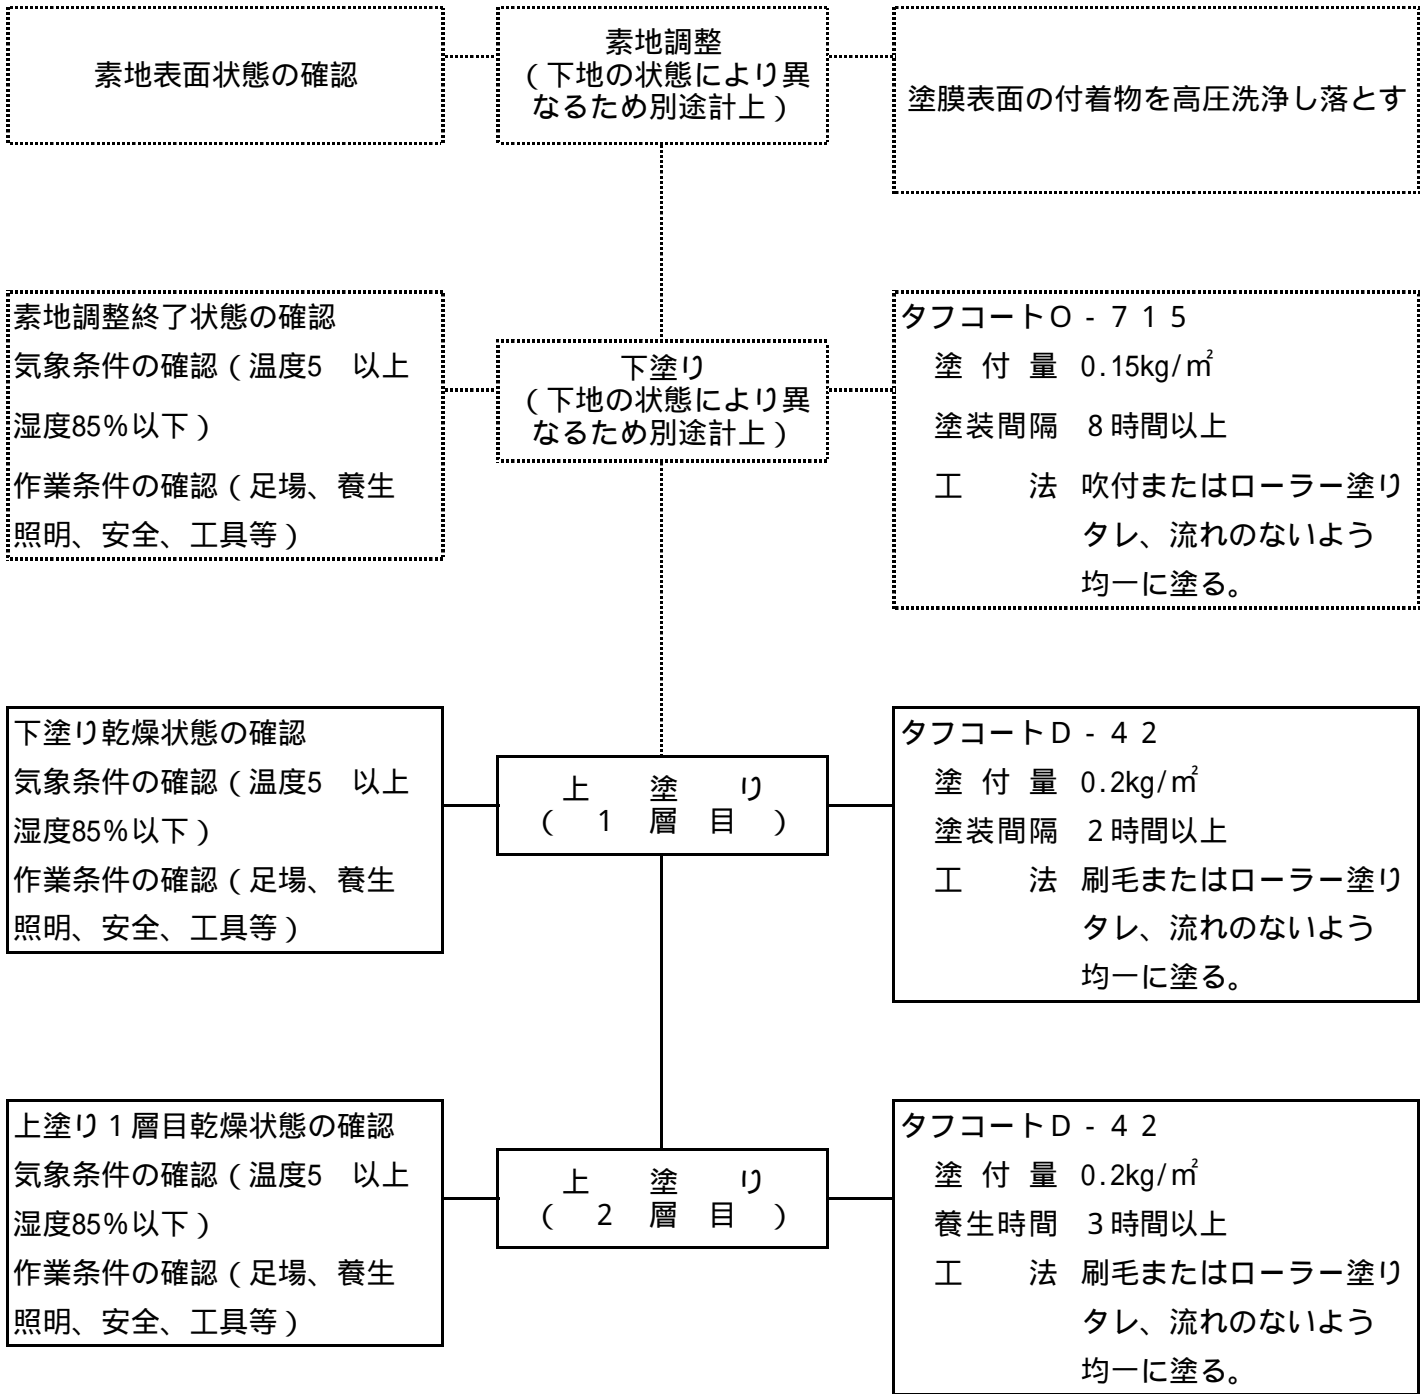 素地表面状態の確認
素地調整
（下地の状態により異
なるため別途計上）
塗膜表面の付着物を高圧洗浄し落とす
素地調整終了状態の確認
気象条件の確認（温度5　以上
湿度85％以下）
作業条件の確認（足場、養生
照明、安全、工具等）
下塗り
（下地の状態により異
なるため別途計上）
タフコートＯ-７１５
塗 付 量 0.15kg/㎡
塗装間隔 ８時間以上
工　　法 吹付またはローラー塗り
タレ、流れのないよう
均一に塗る。
下塗り乾燥状態の確認
気象条件の確認（温度5　以上
湿度85％以下）
作業条件の確認（足場、養生
照明、安全、工具等）
上　塗　り
（　１　層　目　）
タフコートＤ-４２
塗 付 量 0.2kg/㎡
塗装間隔 ２時間以上
工　　法 刷毛またはローラー塗り
タレ、流れのないよう
均一に塗る。
上塗り１層目乾燥状態の確認
気象条件の確認（温度5　以上
湿度85％以下）
作業条件の確認（足場、養生
照明、安全、工具等）
上　塗　り
（　２　層　目　）
タフコートＤ-４２
塗 付 量 0.2kg/㎡
養生時間 ３時間以上
工　　法 刷毛またはローラー塗り
タレ、流れのないよう
均一に塗る。